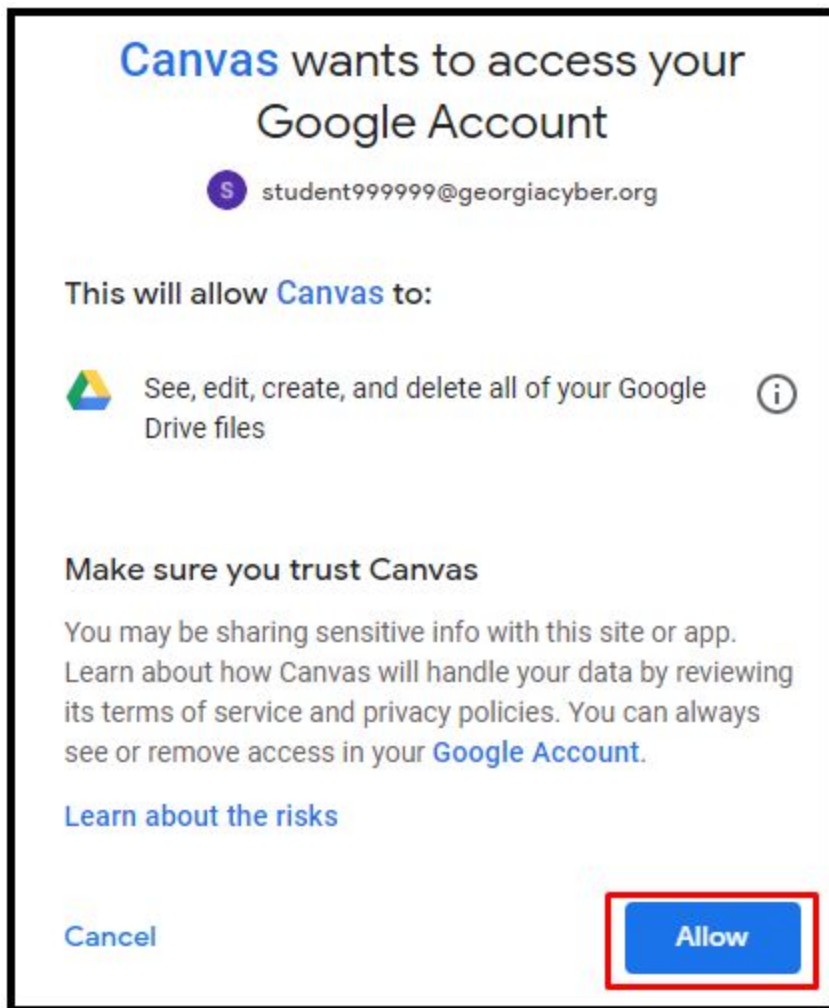 Canvas wants to access your
Google Account
S student999999@georgiacyber.org
This will allow Canvas to:
See, edit, create, and delete all of your Google
Drive files
Make sure you trust Canvas
You may be sharing sensitive info with this site or app.
Learn about how Canvas will handle your data by reviewing
its terms of service and privacy policies. You can always
see or remove access in your Google Account.
Learn about the risks
Cancel Allow